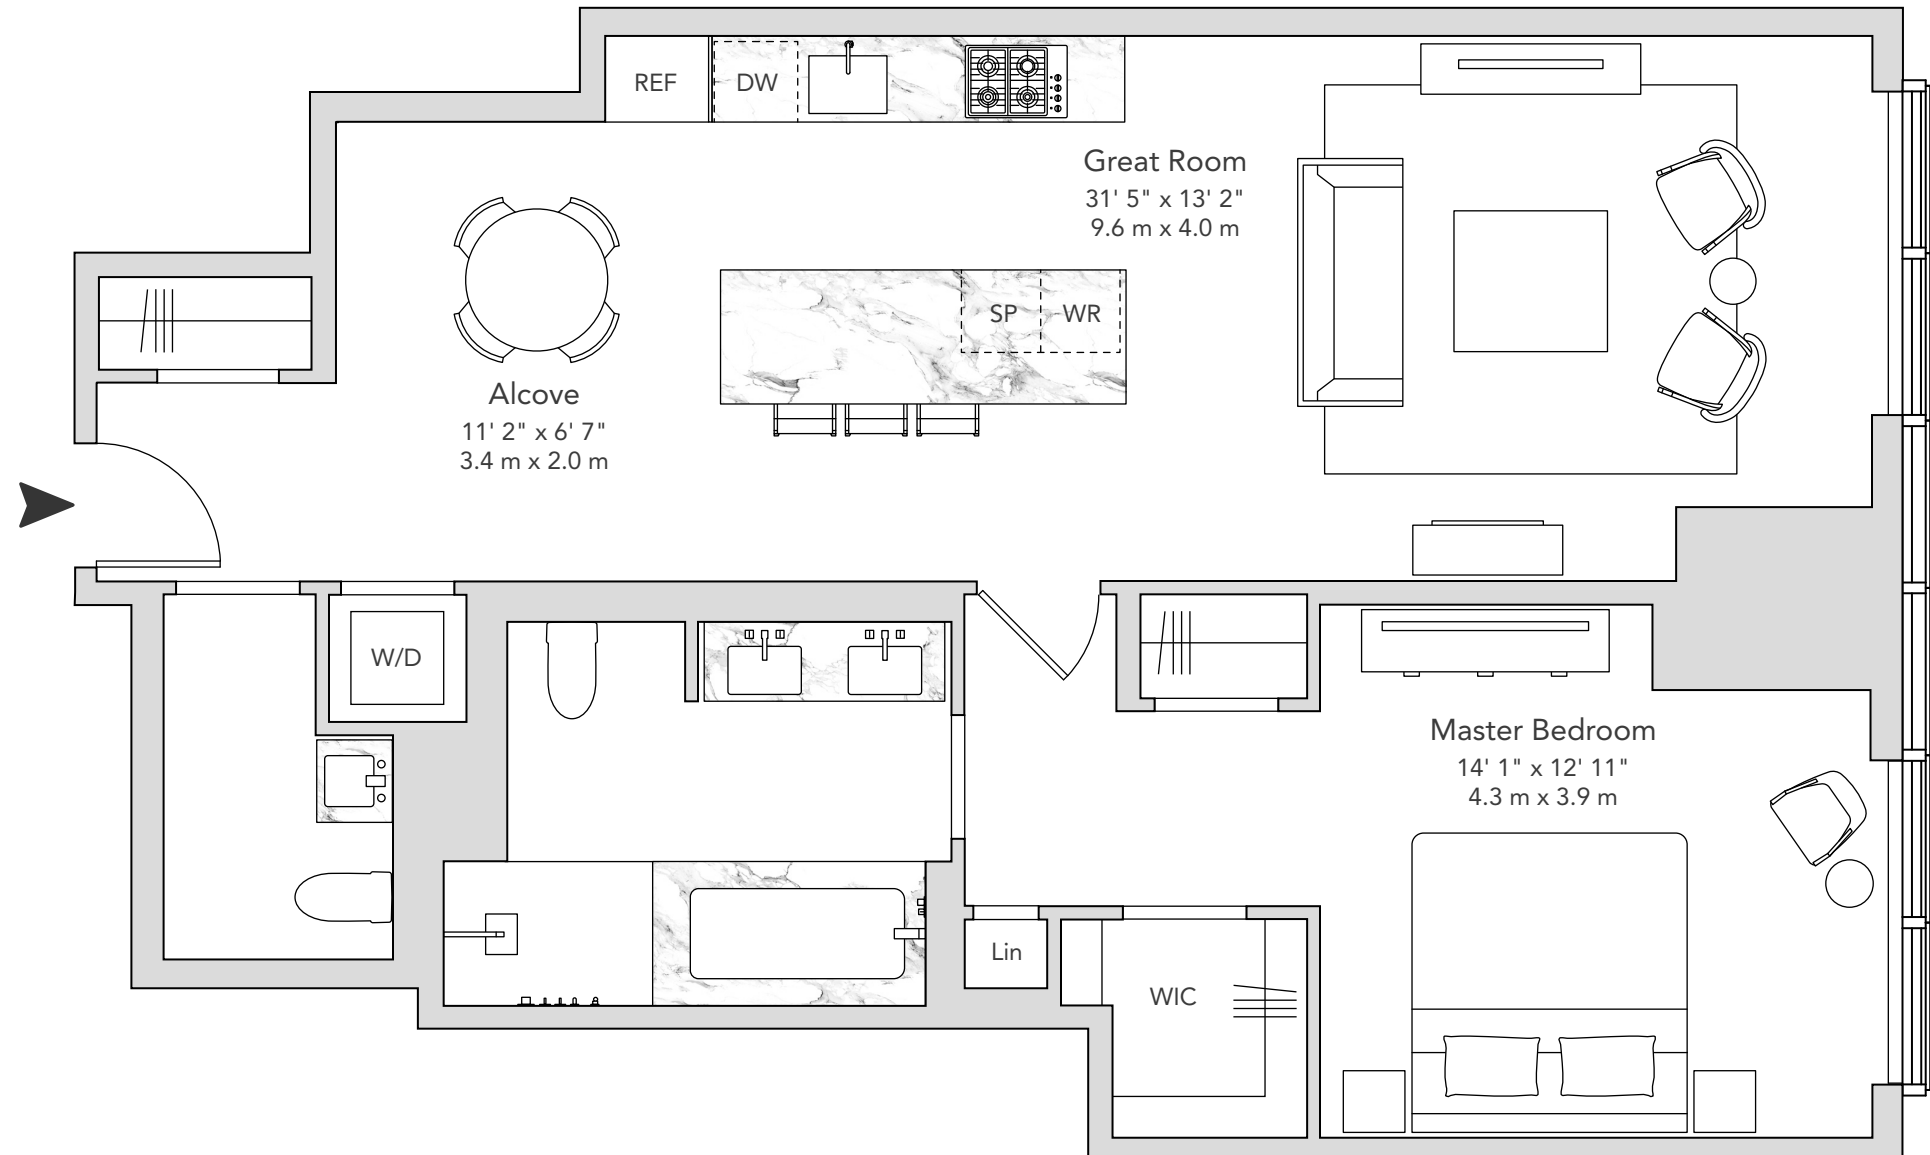 REF
DW
Great Room
31' 5" x 13' 2"
9.6 m x 4.0 m
SP
WR
Alcove
11' 2" x 6' 7"
3.4 m x 2.0 m
W/D
Master Bedroom
14' 1" x 12' 11"
4.3 m x 3.9 m
Lin
WIC